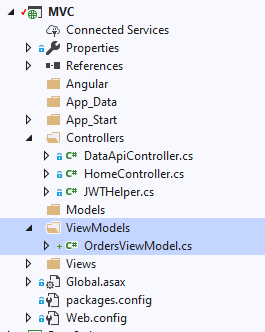 MVC
Connected Services
Properties
References
Angular
App_Data
App_Start
Controllers
C# DataApiController.cs
C# HomeController.cs
C# JWTHelper.cs
Models
ViewModels
+ C# OrdersViewModel.cs
Views
Global.asax
packages.config
Web.config